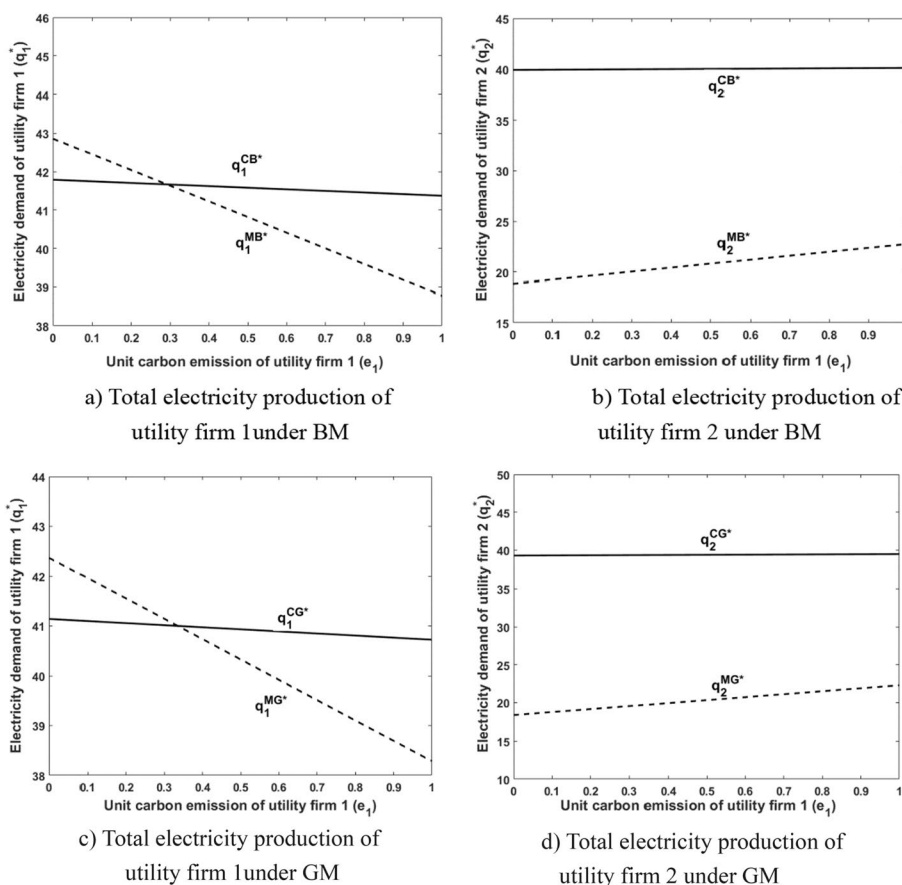 46
45
44
43
42
41
40
39
38
Electricity demand of utility firm 1 (q1*)
q1CB*
q1MB*
0 0.1 0.2 0.3 0.4 0.5 0.6 0.7 0.8 0.9 1
Unit carbon emission of utility firm 1 (e1)
a) Total electricity production of
utility firm 1under BM
50
45
40
35
30
25
20
15
Electricity demand of utility firm 2 (q2*)
q2CB*
q2MB*
0 0.1 0.2 0.3 0.4 0.5 0.6 0.7 0.8 0.9
Unit carbon emission of utility firm 1 (e1)
b) Total electricity production of
utility firm 2 under BM
44
43
42
41
40
39
38
Electricity demand of utility firm 1 (q1*)
q1CG*
q1MG*
0 0.1 0.2 0.3 0.4 0.5 0.6 0.7 0.8 0.9 1
Unit carbon emission of utility firm 1 (e1)
c) Total electricity production of
utility firm 1under GM
50
45
40
35
30
25
20
15
10
Electricity demand of utility firm 2 (q2*)
q2CG*
q2MG*
0 0.1 0.2 0.3 0.4 0.5 0.6 0.7 0.8 0.9 1
Unit carbon emission of utility firm 1 (e1)
d) Total electricity production of
utility firm 2 under GM